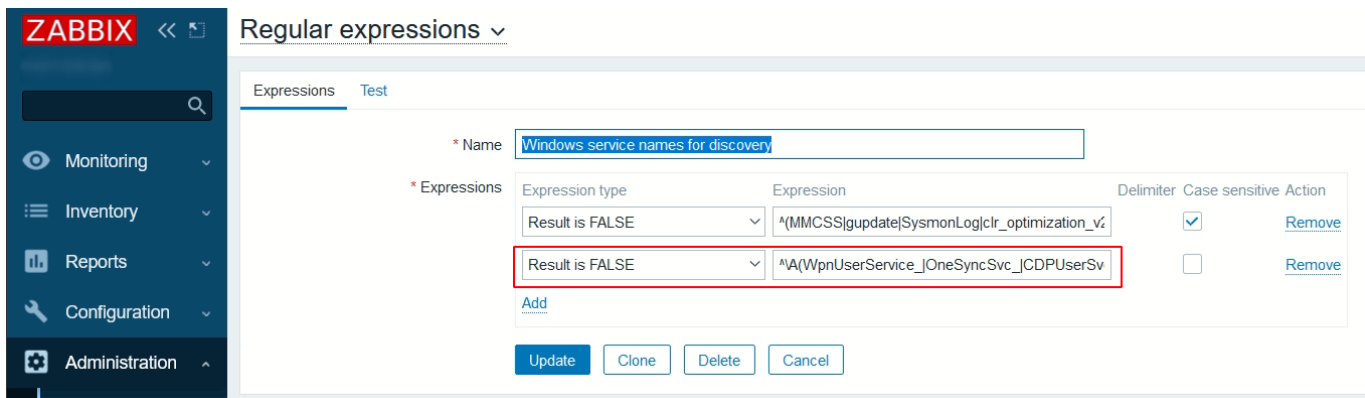 ZABBIX
Regular expressions
Expressions Test
* Name Windows service names for discovery
* Expressions Expression type Expression Delimiter Case sensitive Action
Result is FALSE ^(MMCSS|gupdate|SysmonLog|clr_optimization_v Remove
Result is FALSE ^\A(WpnUserService_|OneSyncSvc_|CDPUserSv Remove
Add
Update Clone Delete Cancel
Monitoring
Inventory
Reports
Configuration
Administration